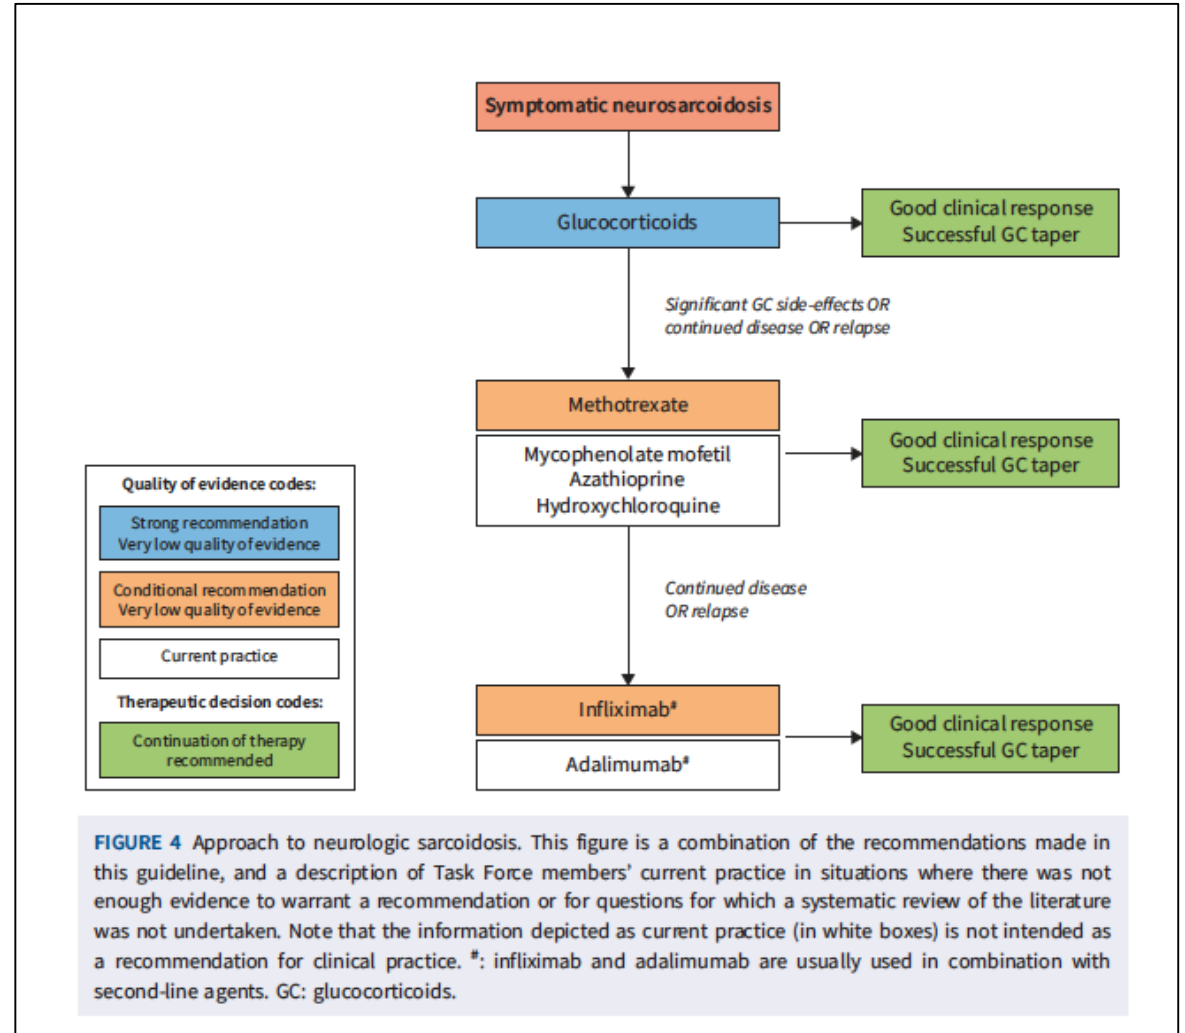 Symptomatic neurosarcoidosis
Glucocorticoids
Good clinical response
Successful GC taper
Significant GC side-effects OR
continued disease OR relapse
Methotrexate
Mycophenolate mofetil
Azathioprine
Hydroxychloroquine
Good clinical response
Successful GC taper
Continued disease
OR relapse
Infliximab#
Adalimumab#
Good clinical response
Successful GC taper
Quality of evidence codes:
Strong recommendation
Very low quality of evidence
Conditional recommendation
Very low quality of evidence
Current practice
Therapeutic decision codes:
Continuation of therapy
recommended
FIGURE 4 Approach to neurologic sarcoidosis. This figure is a combination of the recommendations made in
this guideline, and a description of Task Force members' current practice in situations where there was not
enough evidence to warrant a recommendation or for questions for which a systematic review of the literature
was not undertaken. Note that the information depicted as current practice (in white boxes) is not intended as
a recommendation for clinical practice. #: infliximab and adalimumab are usually used in combination with
second-line agents. GC: glucocorticoids.